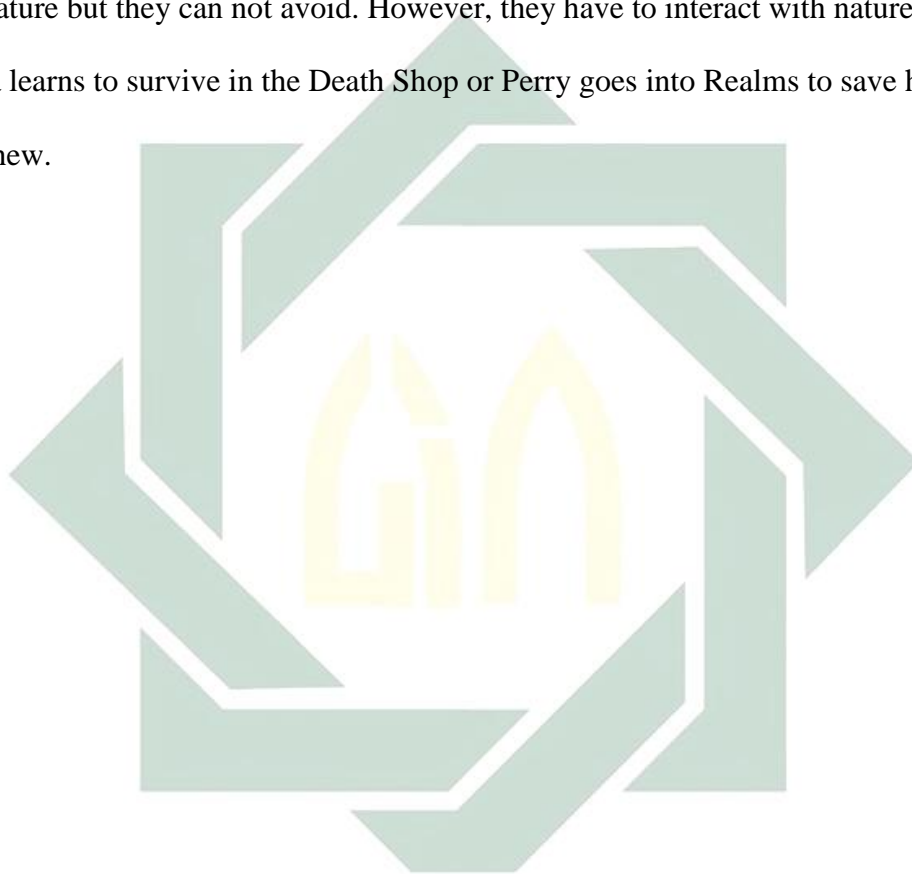 ature but they can not avoid. However, they have to interact with nature
learns to survive in the Death Shop or Perry goes into Realms to save h
new.